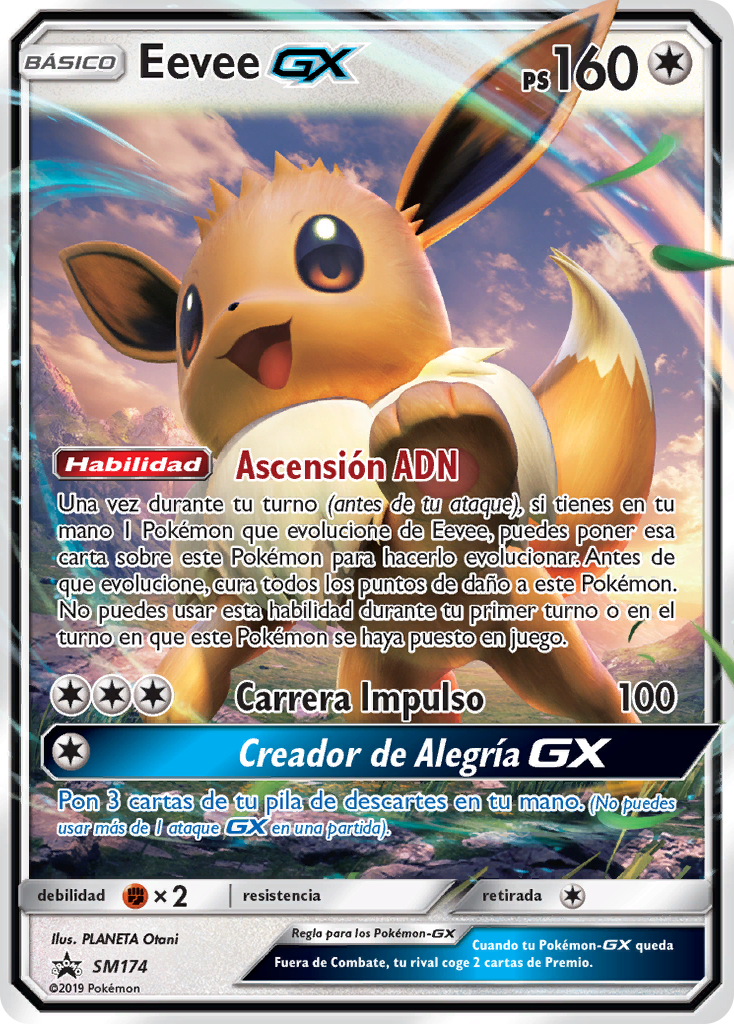 BÁSICO Eevee GX PS160
Habilidad Ascensión ADN
Una vez durante tu turno (antes de tu ataque), si tienes en tu
mano 1 Pokémon que evolucione de Eevee, puedes poner esa
carta sobre este Pokémon para hacerlo evolucionar. Antes de
que evolucione, cura todos los puntos de daño a este Pokémon.
No puedes usar esta habilidad durante tu primer turno o en el
turno en que este Pokémon se haya puesto en juego.
Carrera Impulso 100
Creador de Alegría GX
Pon 3 cartas de tu pila de descartes en tu mano. (No puedes
usar más de 1 ataque GX en una partida).
debilidad ×2 resistencia retirada
Ilus. PLANETA Otani
PROMO SM174
©2019 Pokémon
Regla para los Pokémon-GX
Cuando tu Pokémon-GX queda
Fuera de Combate, tu rival coge 2 cartas de Premio.